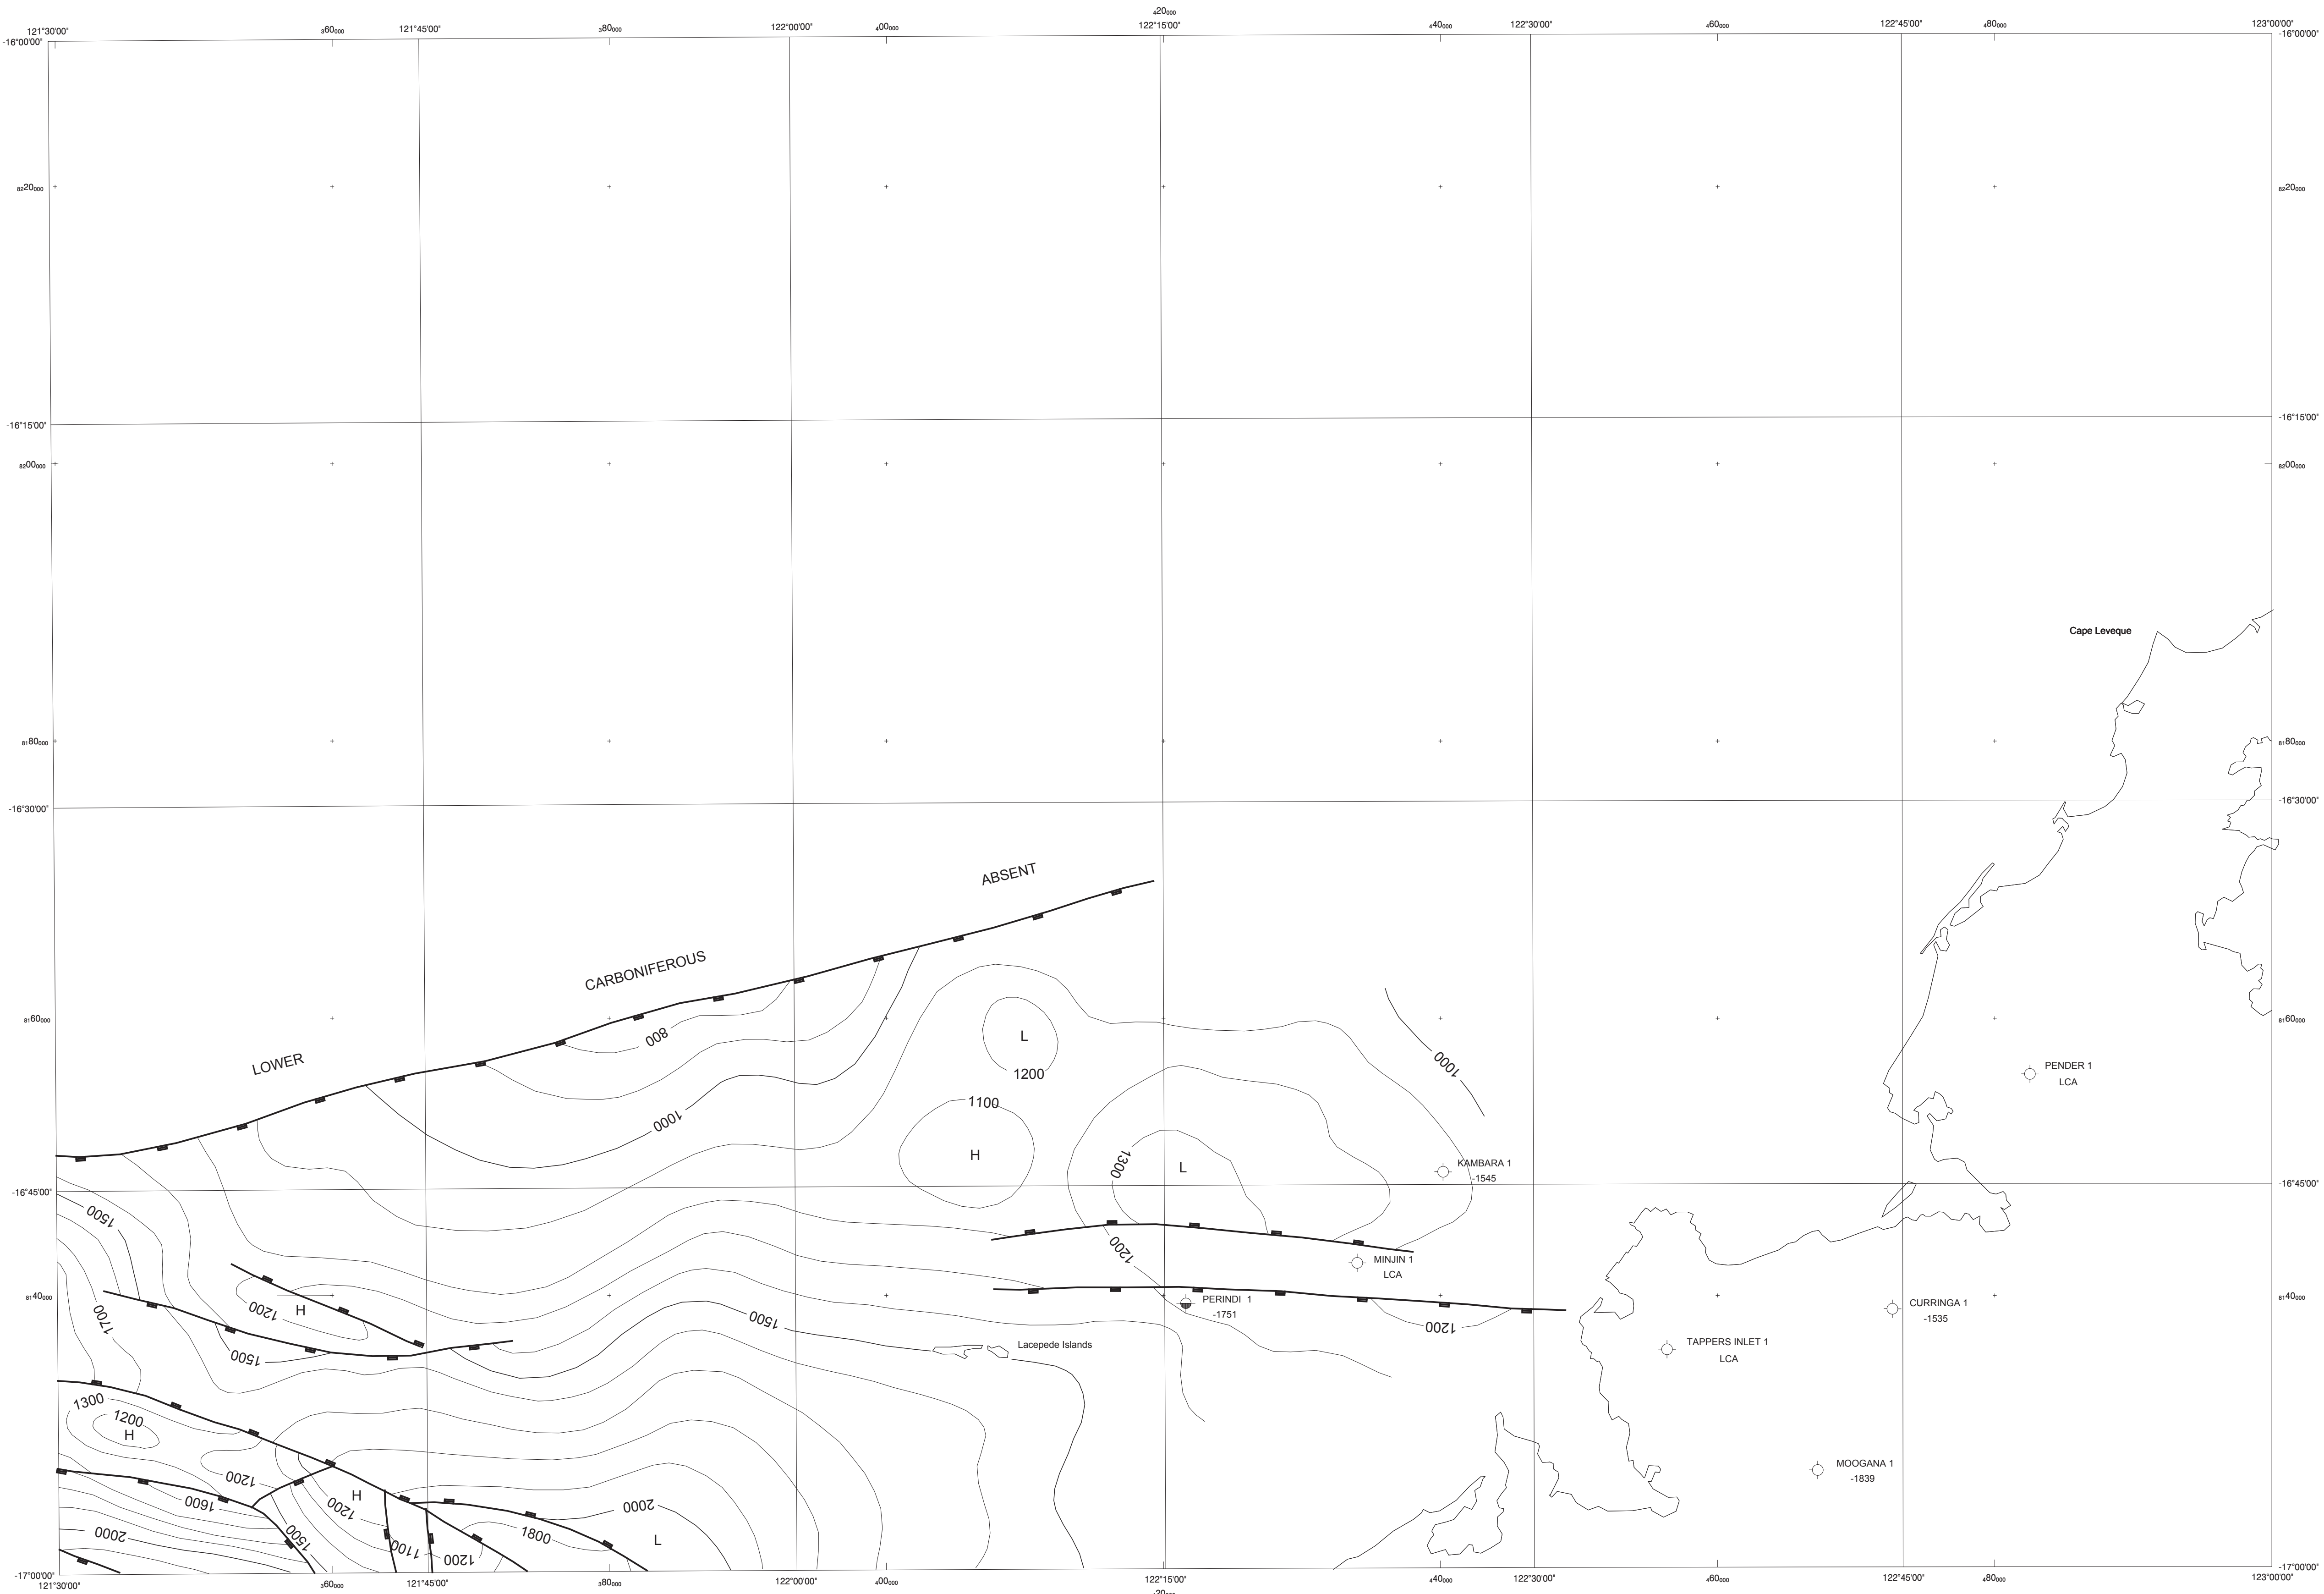 420000
121°30'00" 360000 121°45'00" 380000 122°00'00" 400000 122°15'00" 440000 122°30'00" 460000 122°45'00" 480000 123°00'00"
-16°00'00" -16°00'00"
8220000 8220000
-16°15'00" -16°15'00"
8200000 8200000
Cape Leveque
8180000 8180000
-16°30'00" -16°30'00"
ABSENT
CARBONIFEROUS
8160000 8160000
800
L
LOWER
1000
PENDER 1
1200
LCA
1100
1000
H
1300
L
KAMBARA 1
-1545
-16°45'00" -16°45'00"
1500
1200
MINJIN 1
LCA
8140000 8140000
1200
H
PERINDI 1
-1751
CURRINGA 1
-1535
1700
1500
1200
Lacepede Islands
TAPPERS INLET 1
LCA
1500
1300
1200
H
MOOGANA 1
-1839
1200
H
1600
1200
2000
2000
1500
1800
L
1100
1200
-17°00'00" -17°00'00"
121°30'00" 360000 121°45'00" 380000 122°00'00" 400000 122°15'00" 440000 122°30'00" 460000 122°45'00" 480000 123°00'00"